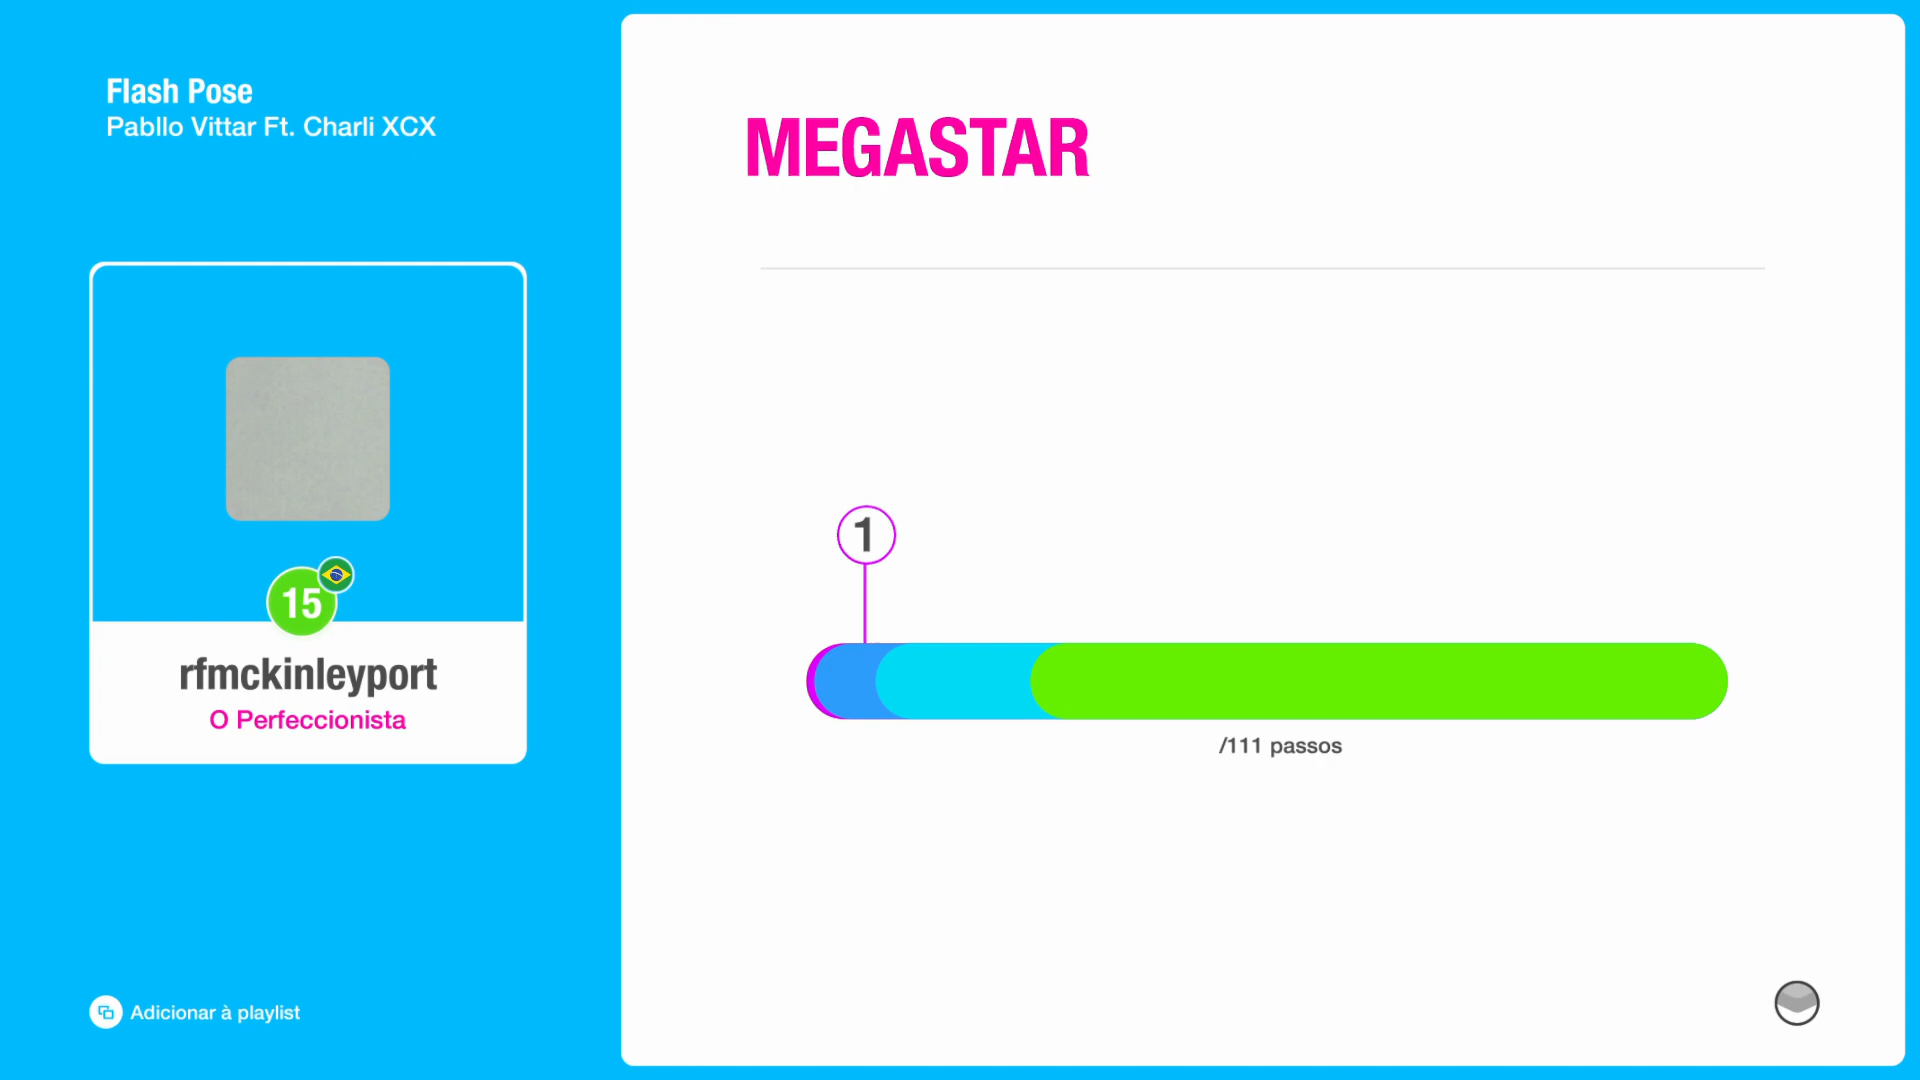 Flash Pose
Pabllo Vittar Ft. Charli XCX
MEGASTAR
1
15
rfmckinleyport
O Perfeccionista
/111 passos
Adicionar à playlist